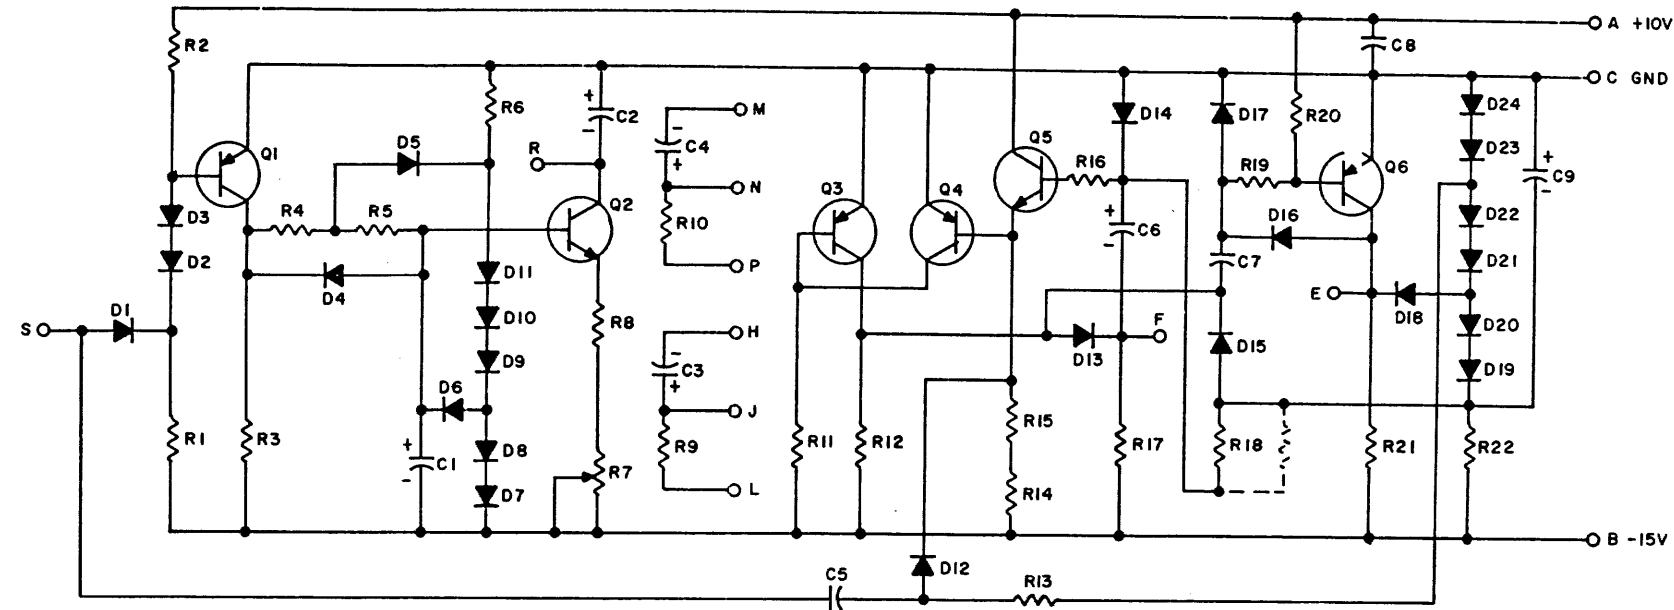 A +10V
R2
C8
C GND
R6
C2
+
-
M
D14
D17
R20
D24
D5
R
Q1
C4
-
+
Q5
D23
R16
R19
Q6
C9
+
-
N
Q3
Q4
D3
R4
R5
Q2
R10
C6
+
-
D16
D22
D2
D4
D11
P
C7
D21
D1
S
D10
R8
H
E
D18
F
D20
D9
C3
-
+
D13
D15
D19
D6
J
R1
R3
C1
+
-
D8
R7
R9
R11
R12
R15
R17
R18
R21
R22
D7
L
R14
B -15V
D12
C5
R13